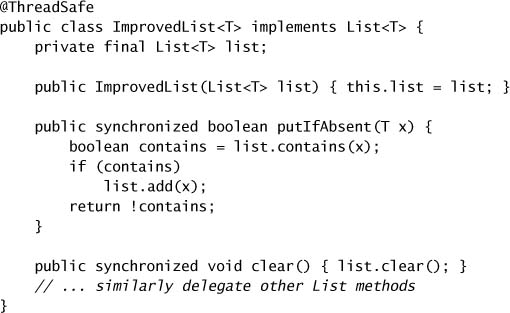 @ThreadSafe
public class ImprovedList<T> implements List<T> {
    private final List<T> list;

    public ImprovedList(List<T> list) { this.list = list; }

    public synchronized boolean putIfAbsent(T x) {
        boolean contains = list.contains(x);
        if (contains)
            list.add(x);
        return !contains;
    }

    public synchronized void clear() { list.clear(); }
    // ... similarly delegate other List methods
}